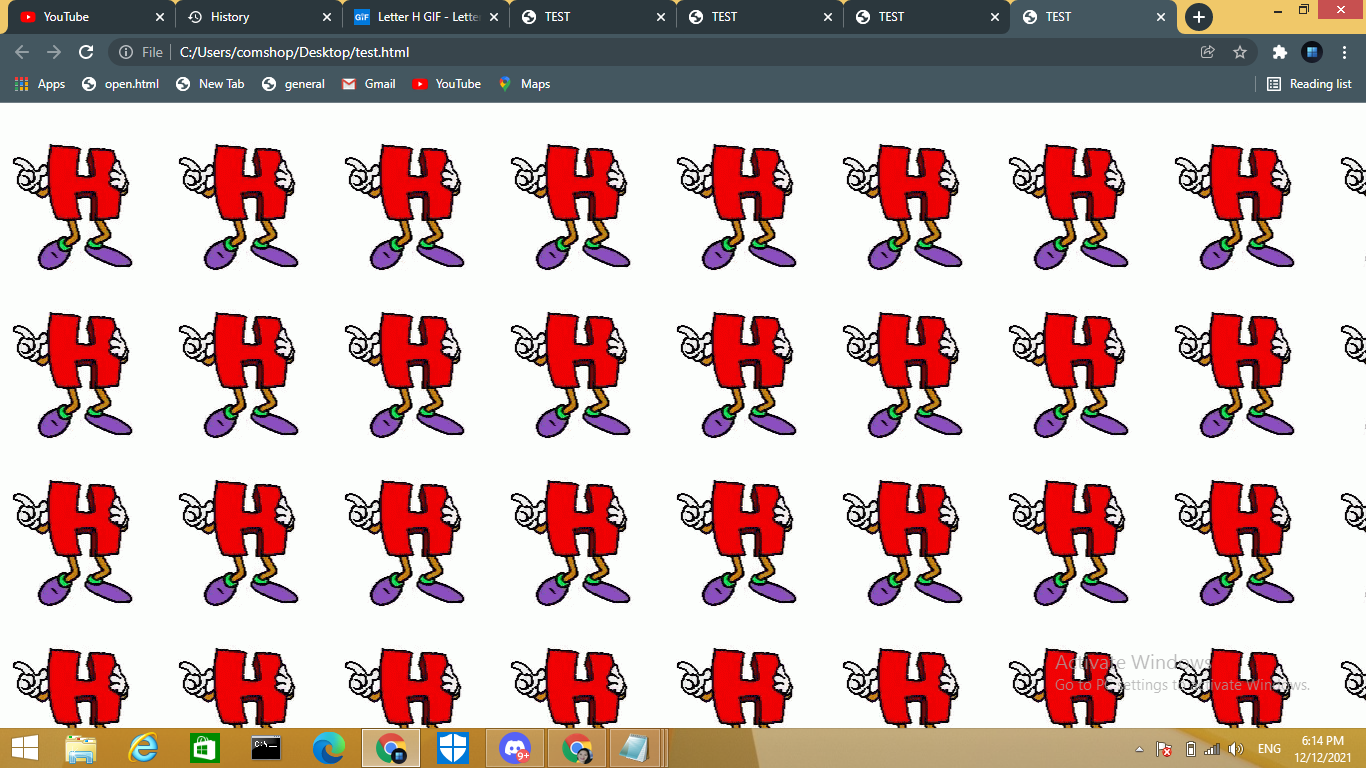 YouTube History GIF Letter H GIF - Letter TEST TEST TEST TEST
File C:/Users/comshop/Desktop/test.html
Apps open.html New Tab general Gmail YouTube Maps Reading list
H H H H H H H H
H H H H H H H H
H H H H H H H H
H H H H H H H H
Activate Windows
Go to PC settings to activate Windows.
C:\_
9+
ENG
6:14 PM
12/12/2021